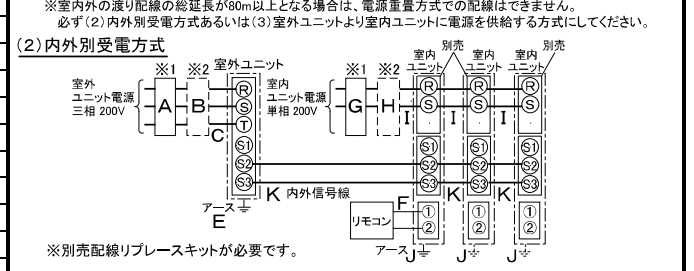 ※室内外の渡り配線の総延長が80m以上となる場合は、電源重畳方式での配線はできません。
必ず(2)内外別受電方式あるいは(3)室外ユニットより室内ユニットに電源を供給する方式にしてください。
(2)内外別受電方式
※1 ※2 室外ユニット
室外
ユニット電源
三相 200V
A B
R
S
T
S1
S2
S3
C
アース
E
※1 ※2
室内
ユニット電源
単相 200V
G H
室内
ユニット
別売
室内
ユニット
室内
ユニット
別売
R R R
S S S
I I I
S1 S1 S1
S2 S2 S2
S3 S3 S3
K 内外信号線
K K
リモコン
F
① ① ①
② ② ②
アース J J J
※別売配線リプレースキットが必要です。